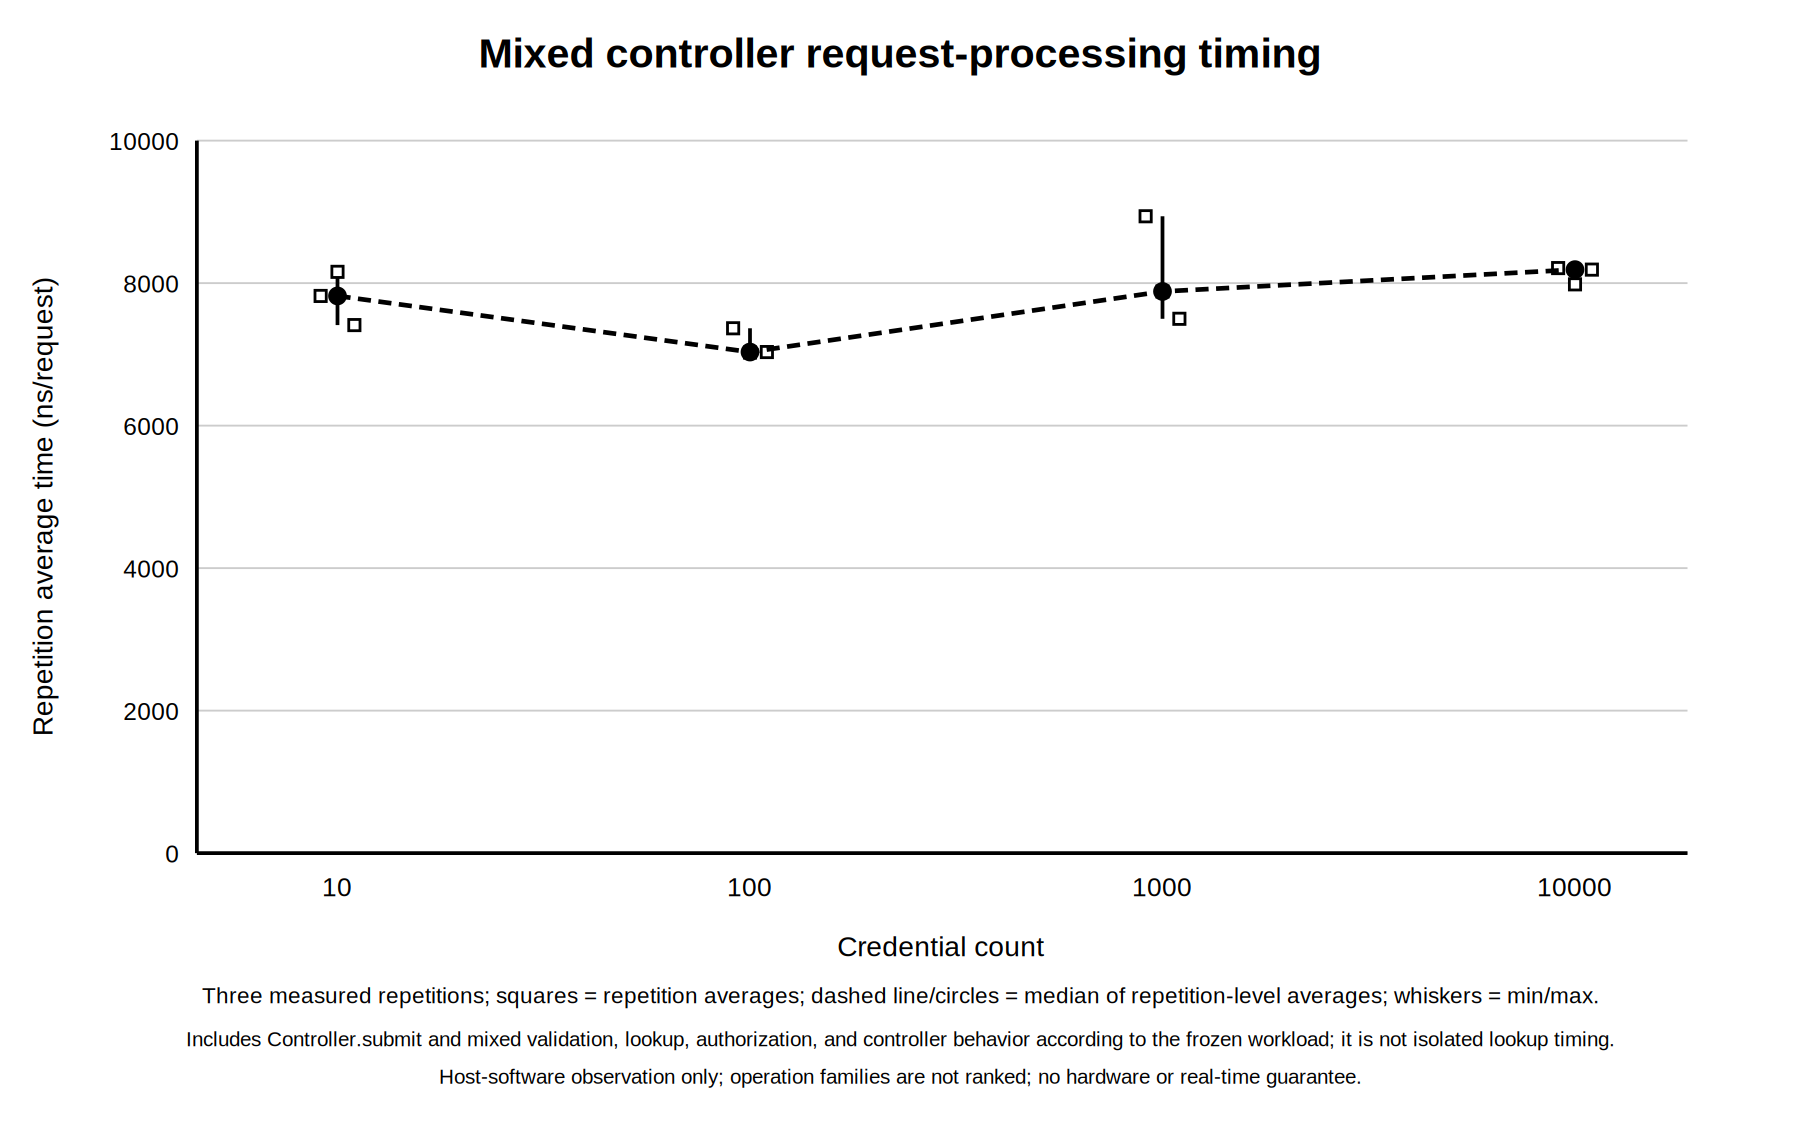 Mixed controller request-processing timing
10000
8000
6000
4000
2000
0
Repetition average time (ns/request)
10 100 1000 10000
Credential count
Three measured repetitions; squares = repetition averages; dashed line/circles = median of repetition-level averages; whiskers = min/max.
Includes Controller.submit and mixed validation, lookup, authorization, and controller behavior according to the frozen workload; it is not isolated lookup timing.
Host-software observation only; operation families are not ranked; no hardware or real-time guarantee.